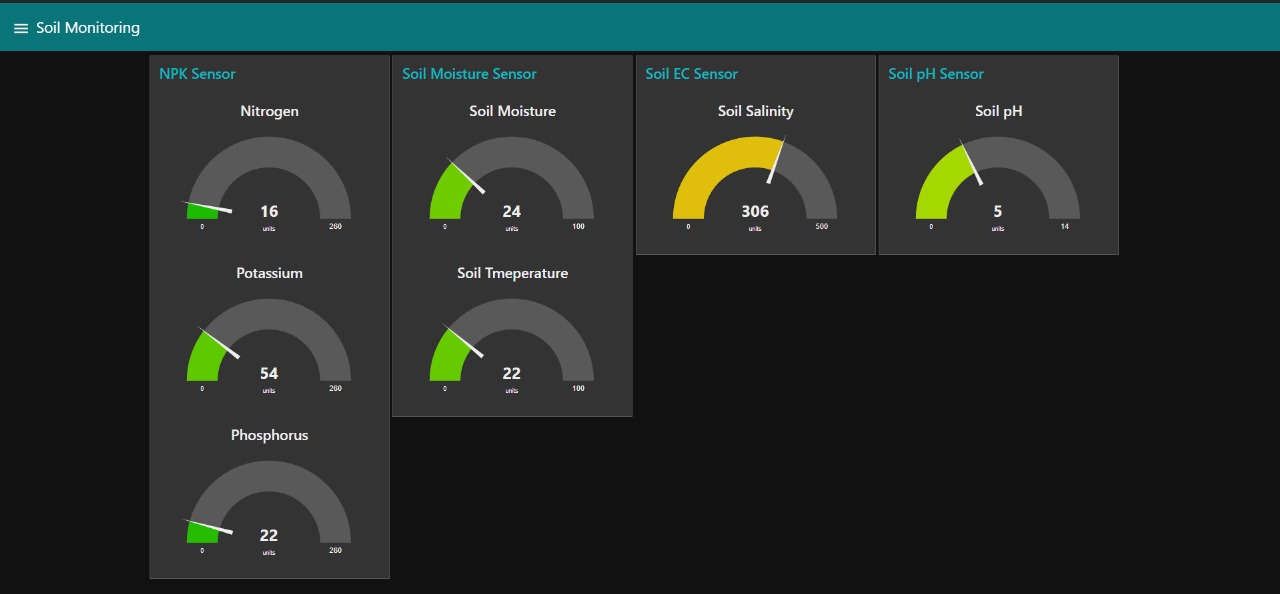 Soil Monitoring
NPK Sensor
Nitrogen
16
units
0
260
Potassium
54
units
0
260
Phosphorus
22
units
0
260
Soil Moisture Sensor
Soil Moisture
24
units
0
100
Soil Tmeperature
22
units
0
100
Soil EC Sensor
Soil Salinity
306
units
0
500
Soil pH Sensor
Soil pH
5
units
0
14